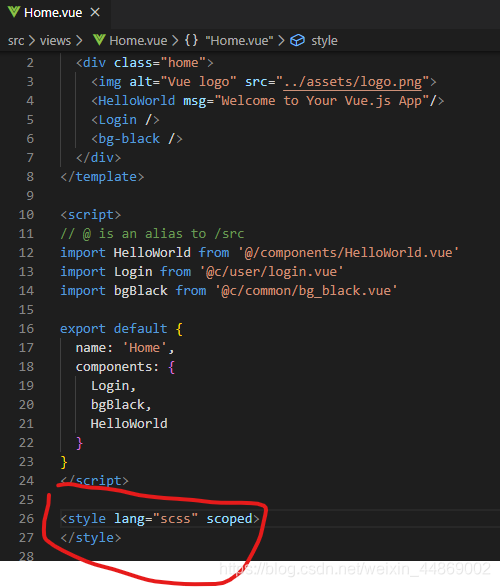 Home.vue ×
src > views > Home.vue > {} "Home.vue" > style
2 <div class="home">
3 <img alt="Vue logo" src="../assets/logo.png">
4 <HelloWorld msg="Welcome to Your Vue.js App"/>
5 <Login />
6 <bg-black />
7 </div>
8 </template>
9
10 <script>
11 // @ is an alias to /src
12 import HelloWorld from '@/components/HelloWorld.vue'
13 import Login from '@c/user/login.vue'
14 import bgBlack from '@c/common/bg_black.vue'
15
16 export default {
17 name: 'Home',
18 components: {
19 Login,
20 bgBlack,
21 HelloWorld
22 }
23 }
24 </script>
25
26 <style lang="scss" scoped>
27 </style>
28
https://blog.csdn.net/weixin_44869002